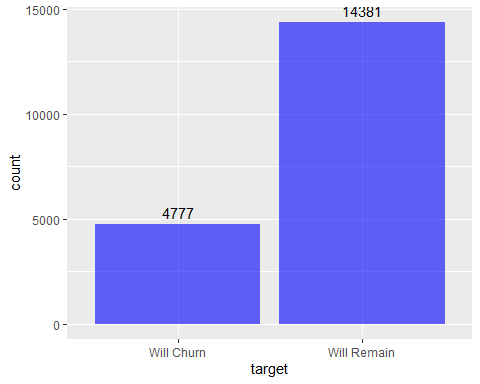 15000
14381
10000
count
5000
4777
0
Will Churn
Will Remain
target